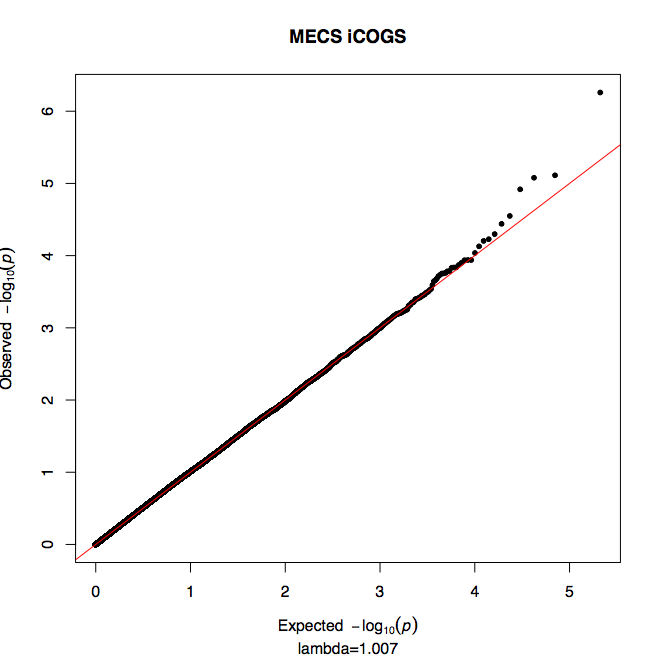 MECS iCOGS
Observed −log10(p)
6
5
4
3
2
1
0
0 1 2 3 4 5
Expected −log10(p)
lambda=1.007